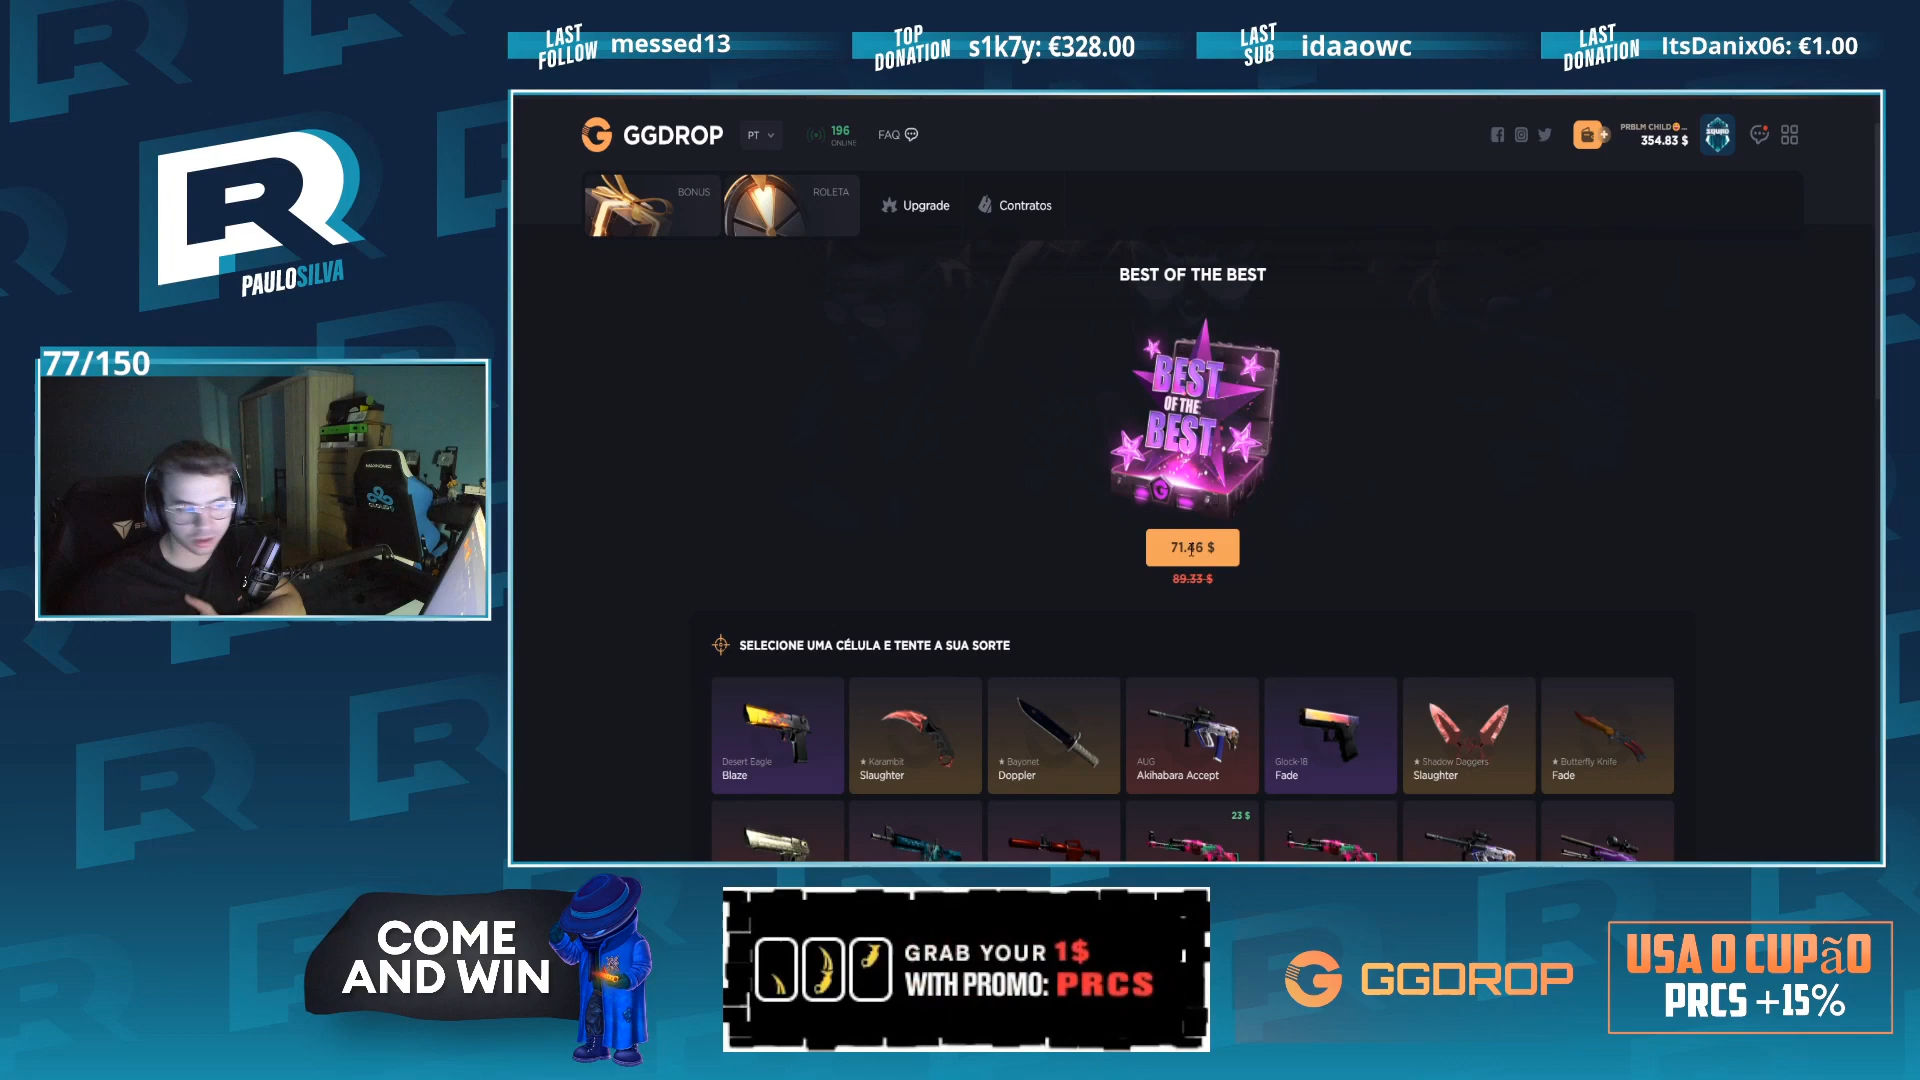 LAST FOLLOW messed13
TOP DONATION s1k7y: €328.00
LAST SUB idaaowc
LAST DONATION ItsDanix06: €1.00
PAULOSILVA
77/150
MAXNOMIC
CLOUD9
GGDROP
PT
196
ONLINE
FAQ
PRBLM CHILD
354.83 $
BONUS
ROLETA
Upgrade
Contratos
BEST OF THE BEST
BEST
OF THE
BEST
71.46 $
89.33 $
SELECIONE UMA CÉLULA E TENTE A SUA SORTE
Desert Eagle
Blaze
★ Karambit
Slaughter
★ Bayonet
Doppler
AUG
Akihabara Accept
Glock-18
Fade
★ Shadow Daggers
Slaughter
★ Butterfly Knife
Fade
23 $
COME
AND WIN
GRAB YOUR 1$
WITH PROMO: PRCS
GGDROP
USA O CUPãO
PRCS +15%